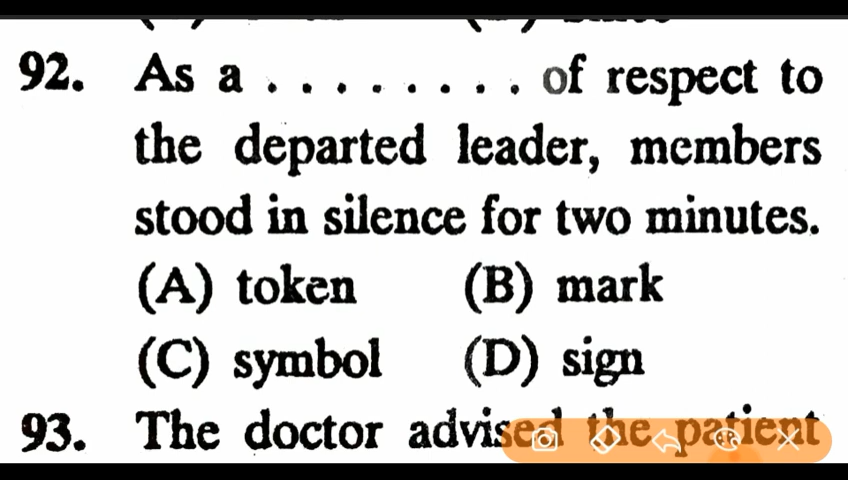 92. As a ......... of respect to
the departed leader, members
stood in silence for two minutes.
(A) token (B) mark
(C) symbol (D) sign
93. The doctor advised the patient